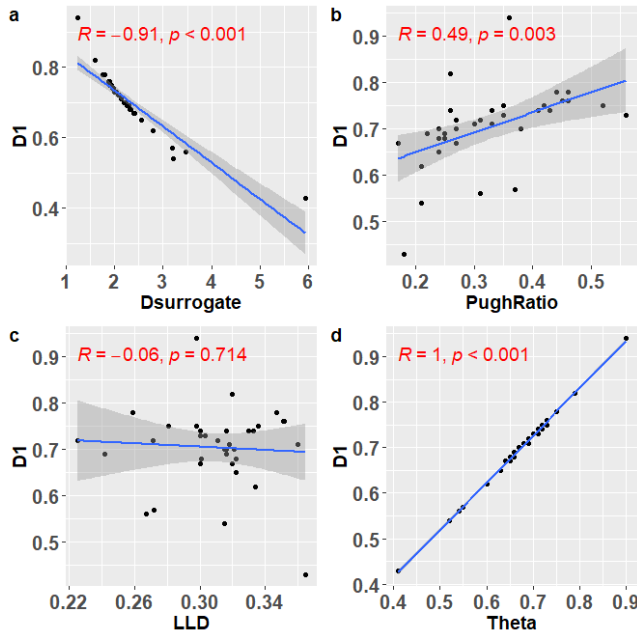 a
R = −0.91, p < 0.001
D1
0.8
0.6
0.4
1 2 3 4 5 6
Dsurrogate
b
R = 0.49, p = 0.003
D1
0.9
0.8
0.7
0.6
0.5
0.2 0.3 0.4 0.5
PughRatio
c
R = −0.06, p = 0.714
D1
0.9
0.8
0.7
0.6
0.5
0.22 0.26 0.30 0.34
LLD
d
R = 1, p < 0.001
D1
0.9
0.8
0.7
0.6
0.5
0.4
0.4 0.5 0.6 0.7 0.8 0.9
Theta